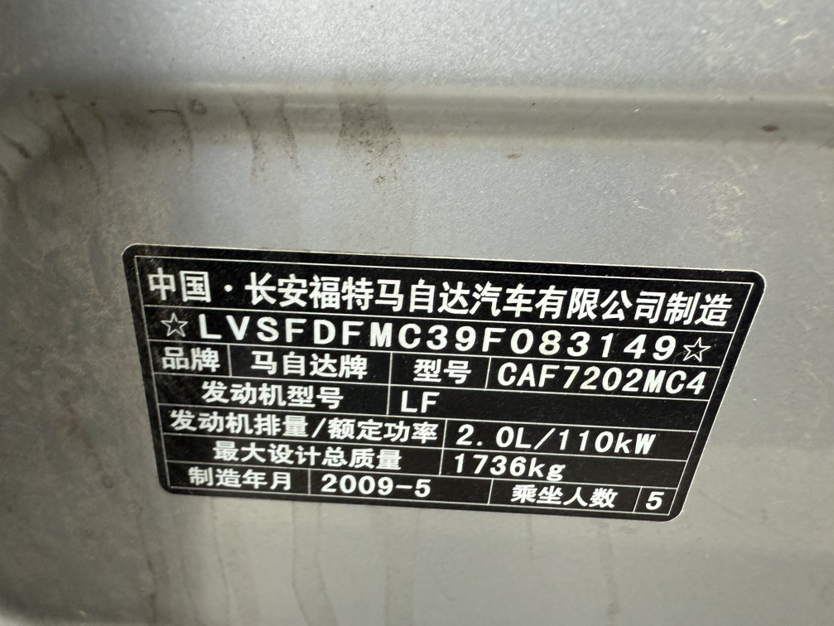 中国·长安福特马自达汽车有限公司制造
☆LVSFDFMC39F083149☆
品牌 马自达牌 型号 CAF7202MC4
发动机型号 LF
发动机排量/额定功率 2.0L/110kW
最大设计总质量 1736kg
制造年月 2009-5 乘坐人数 5